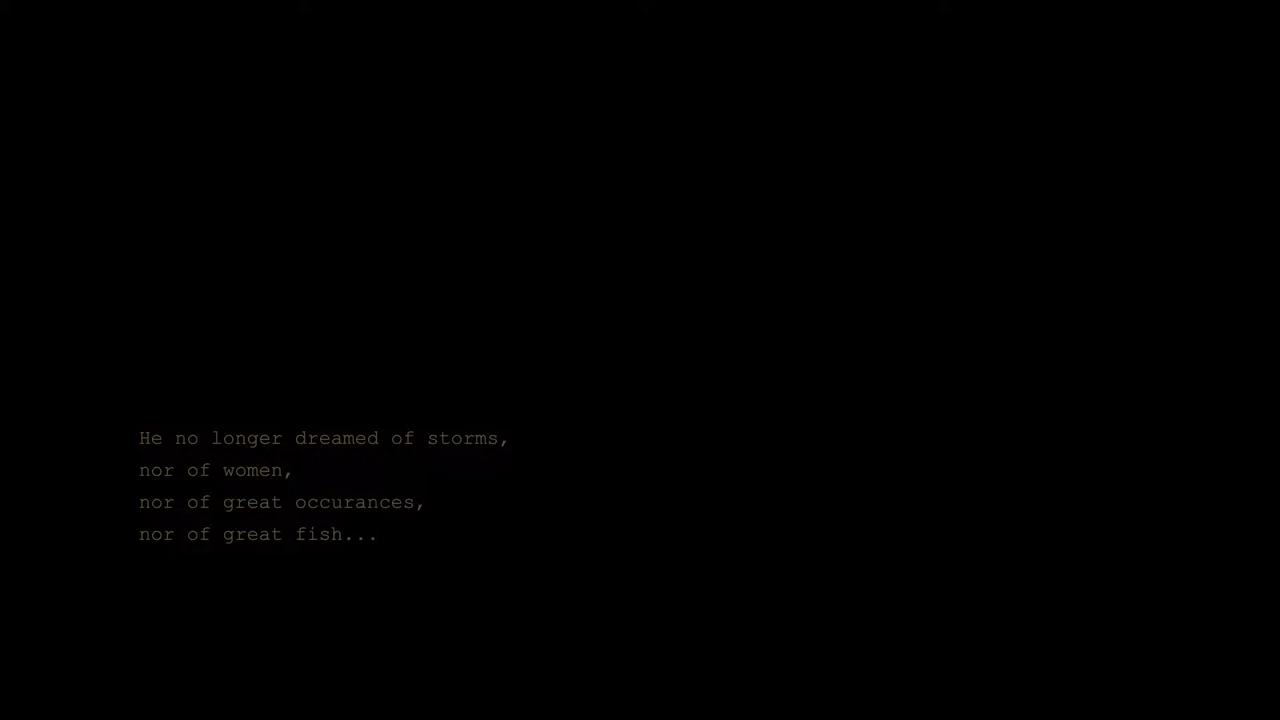 He no longer dreamed of storms,
nor of women,
nor of great occurances,
nor of great fish...